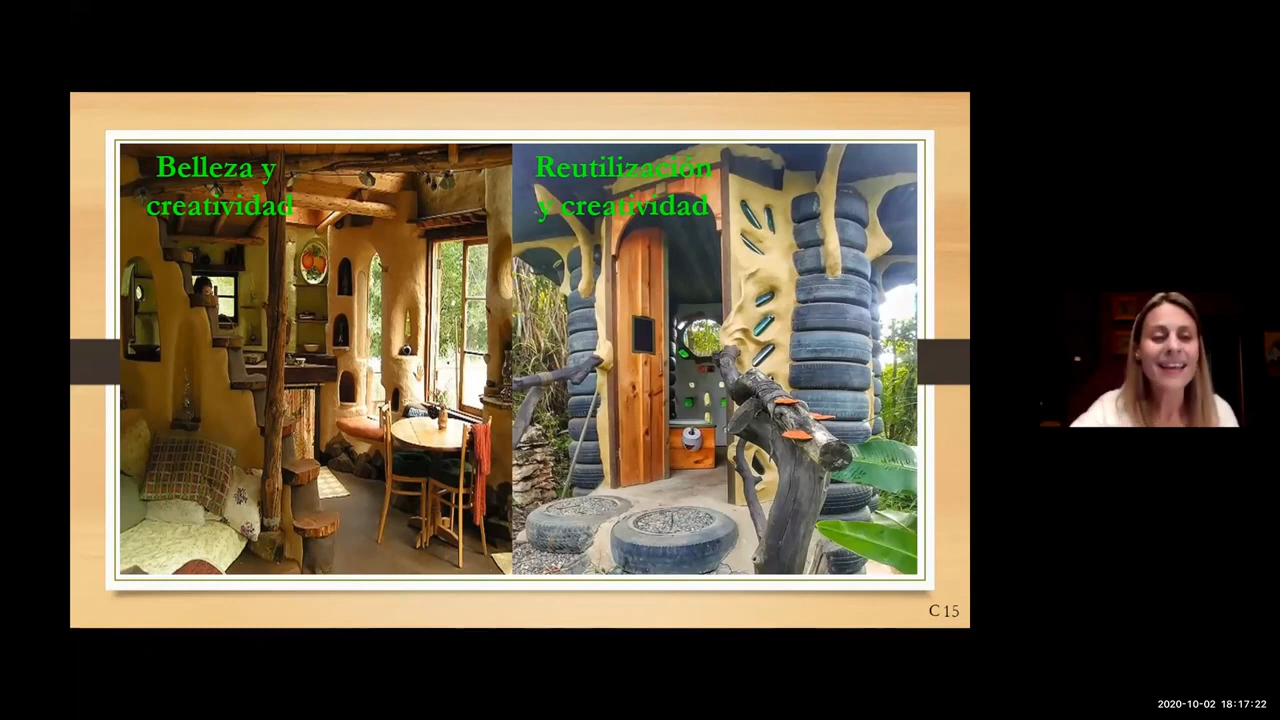 Belleza y
creatividad
Reutilización
y creatividad
C 15
2020-10-02 18:17:22